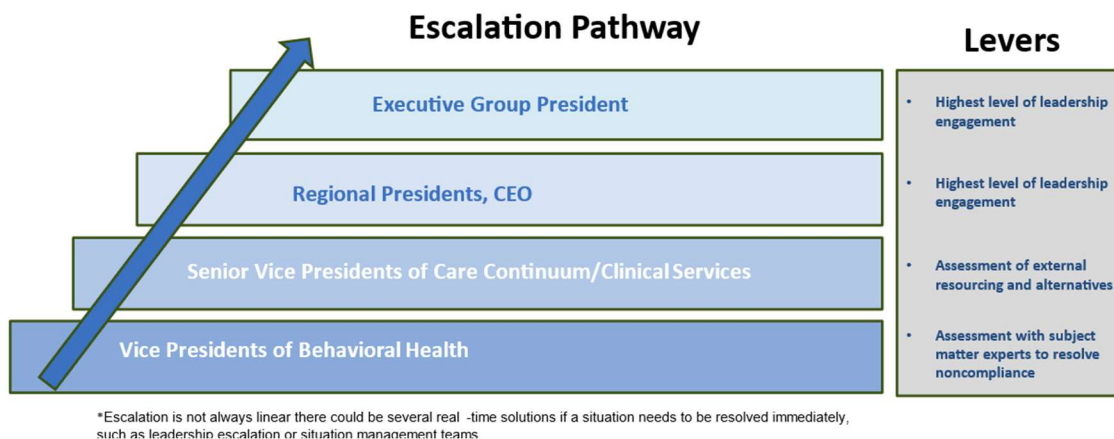 Escalation Pathway
Levers
Executive Group President
• Highest level of leadership
engagement
Regional Presidents, CEO
• Highest level of leadership
engagement
Senior Vice Presidents of Care Continuum/Clinical Services
• Assessment of external
resourcing and alternatives
Vice Presidents of Behavioral Health
• Assessment with subject
matter experts to resolve
noncompliance
*Escalation is not always linear there could be several real -time solutions if a situation needs to be resolved immediately,
such as leadership escalation or situation management teams